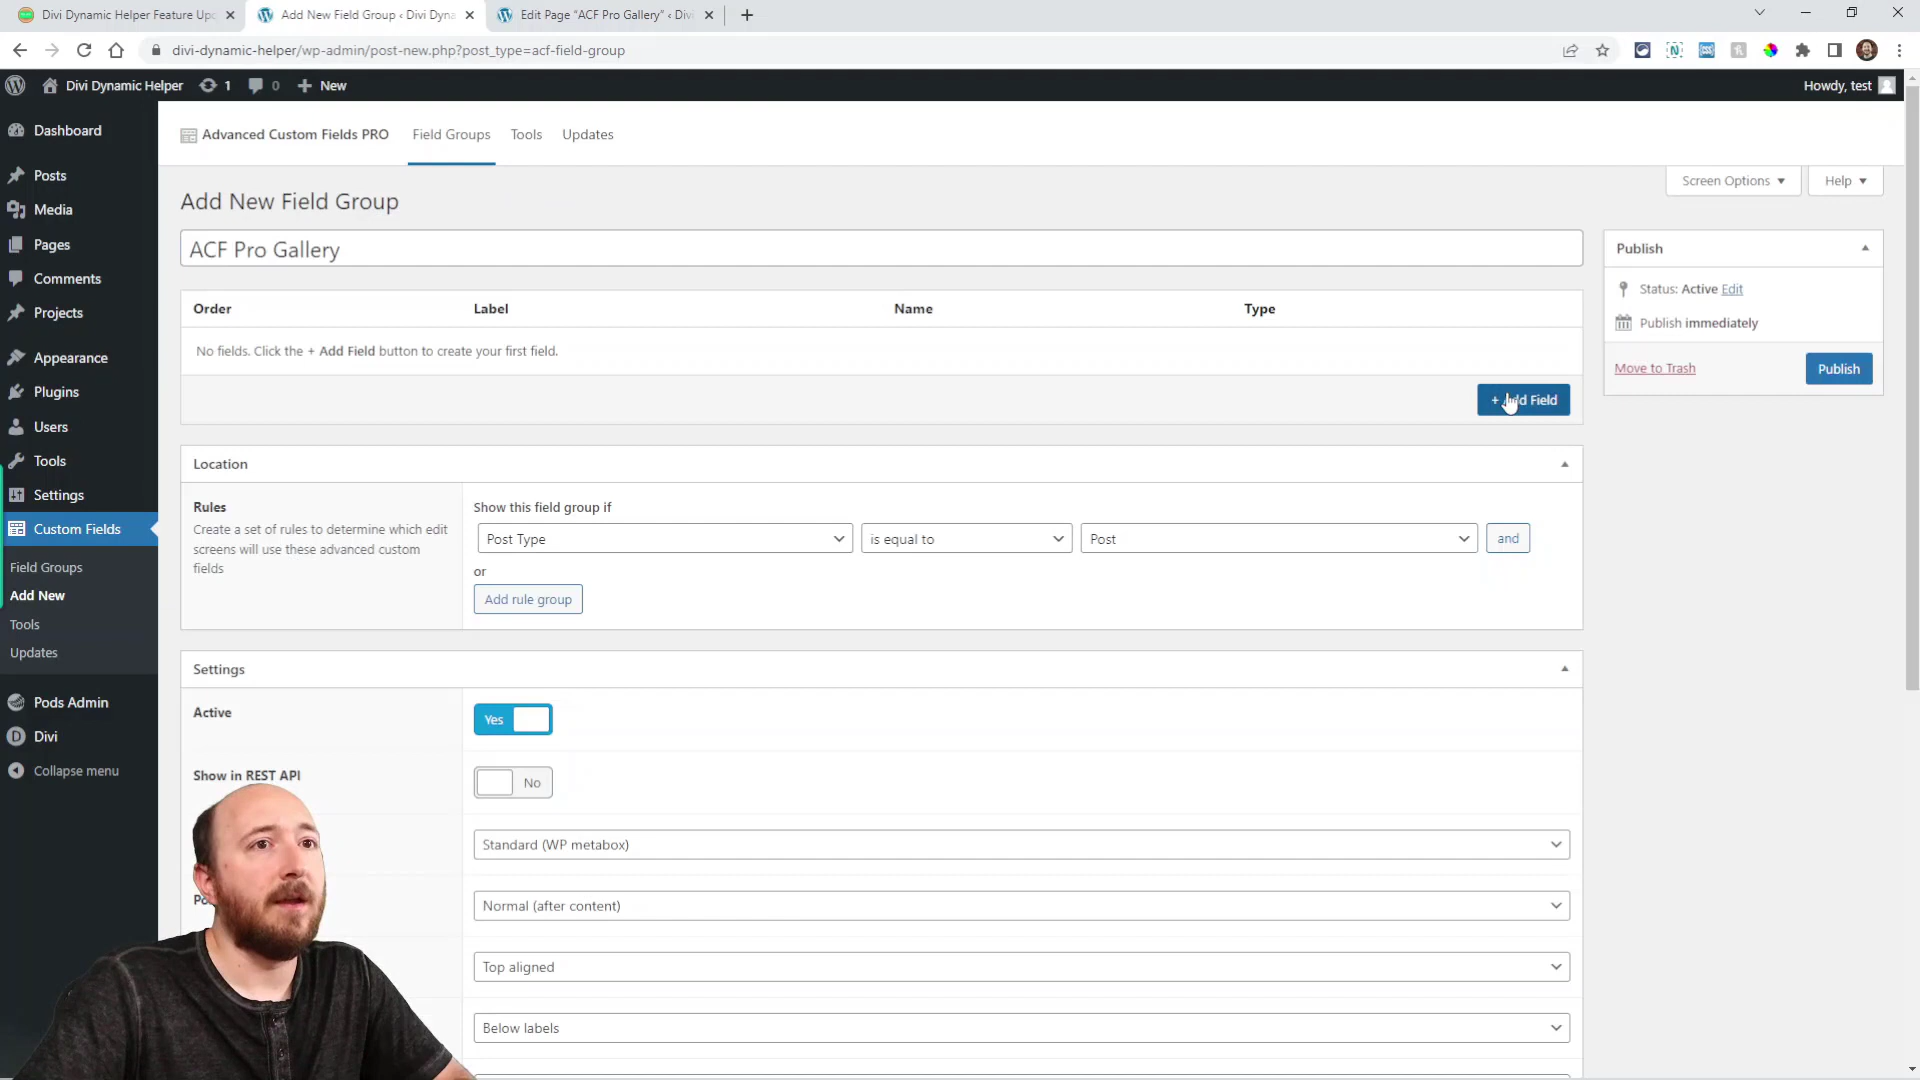 Divi Dynamic Helper Feature Up
Add New Field Group ‹ Divi Dyna
Edit Page “ACF Pro Gallery” ‹ Divi
divi-dynamic-helper/wp-admin/post-new.php?post_type=acf-field-group
Divi Dynamic Helper
1
0
New
Howdy, test
Dashboard
Posts
Media
Pages
Comments
Projects
Appearance
Plugins
Users
Tools
Settings
Custom Fields
Field Groups
Add New
Tools
Updates
Pods Admin
Divi
Collapse menu
Advanced Custom Fields PRO
Field Groups
Tools
Updates
Screen Options
Help
Add New Field Group
ACF Pro Gallery
Order
Label
Name
Type
No fields. Click the + Add Field button to create your first field.
+ Add Field
Publish
Status: Active Edit
Publish immediately
Move to Trash
Publish
Location
Rules
Create a set of rules to determine which edit
screens will use these advanced custom
fields
Show this field group if
Post Type
is equal to
Post
and
or
Add rule group
Settings
Active
Yes
Show in REST API
No
Standard (WP metabox)
Normal (after content)
Top aligned
Below labels